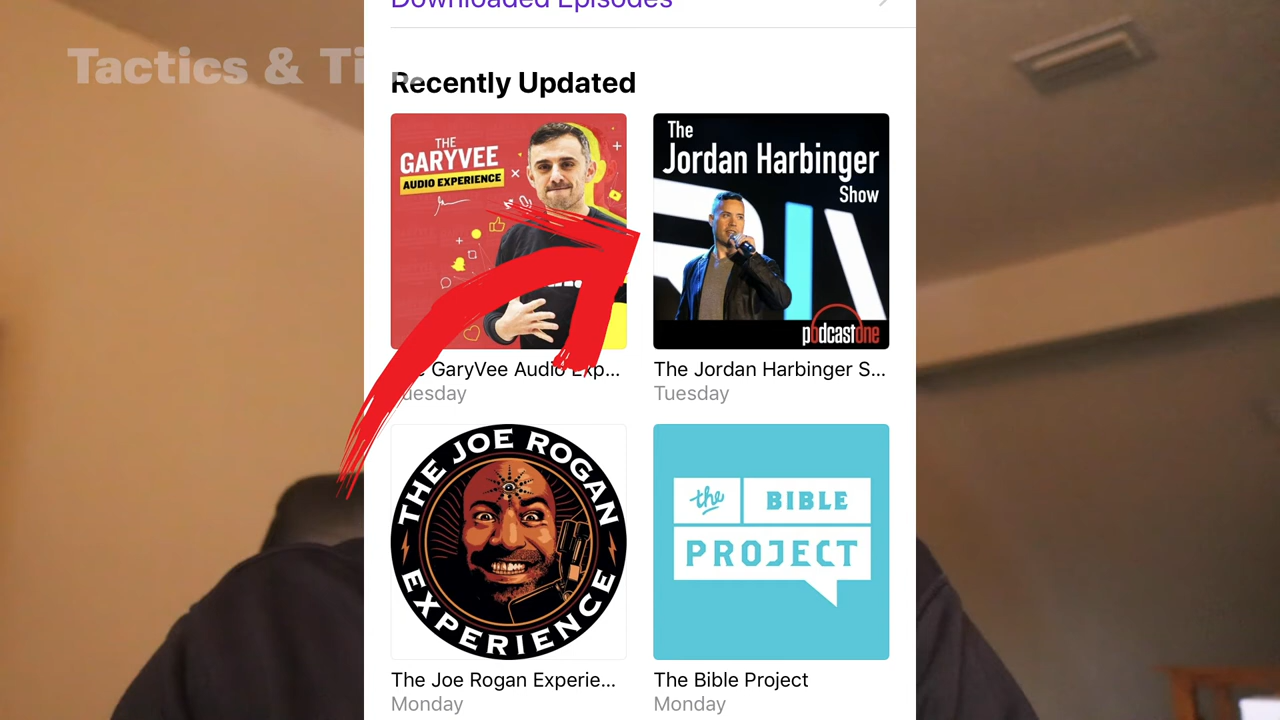 Downloaded Episodes
Tactics & Ti
Recently Updated
THE
GARYVEE
AUDIO EXPERIENCE
The
Jordan Harbinger
Show
podcastone
GaryVee Audio Exp...
Tuesday
The Jordan Harbinger S...
Tuesday
THE JOE ROGAN
EXPERIENCE
the BIBLE
PROJECT
The Joe Rogan Experie...
Monday
The Bible Project
Monday